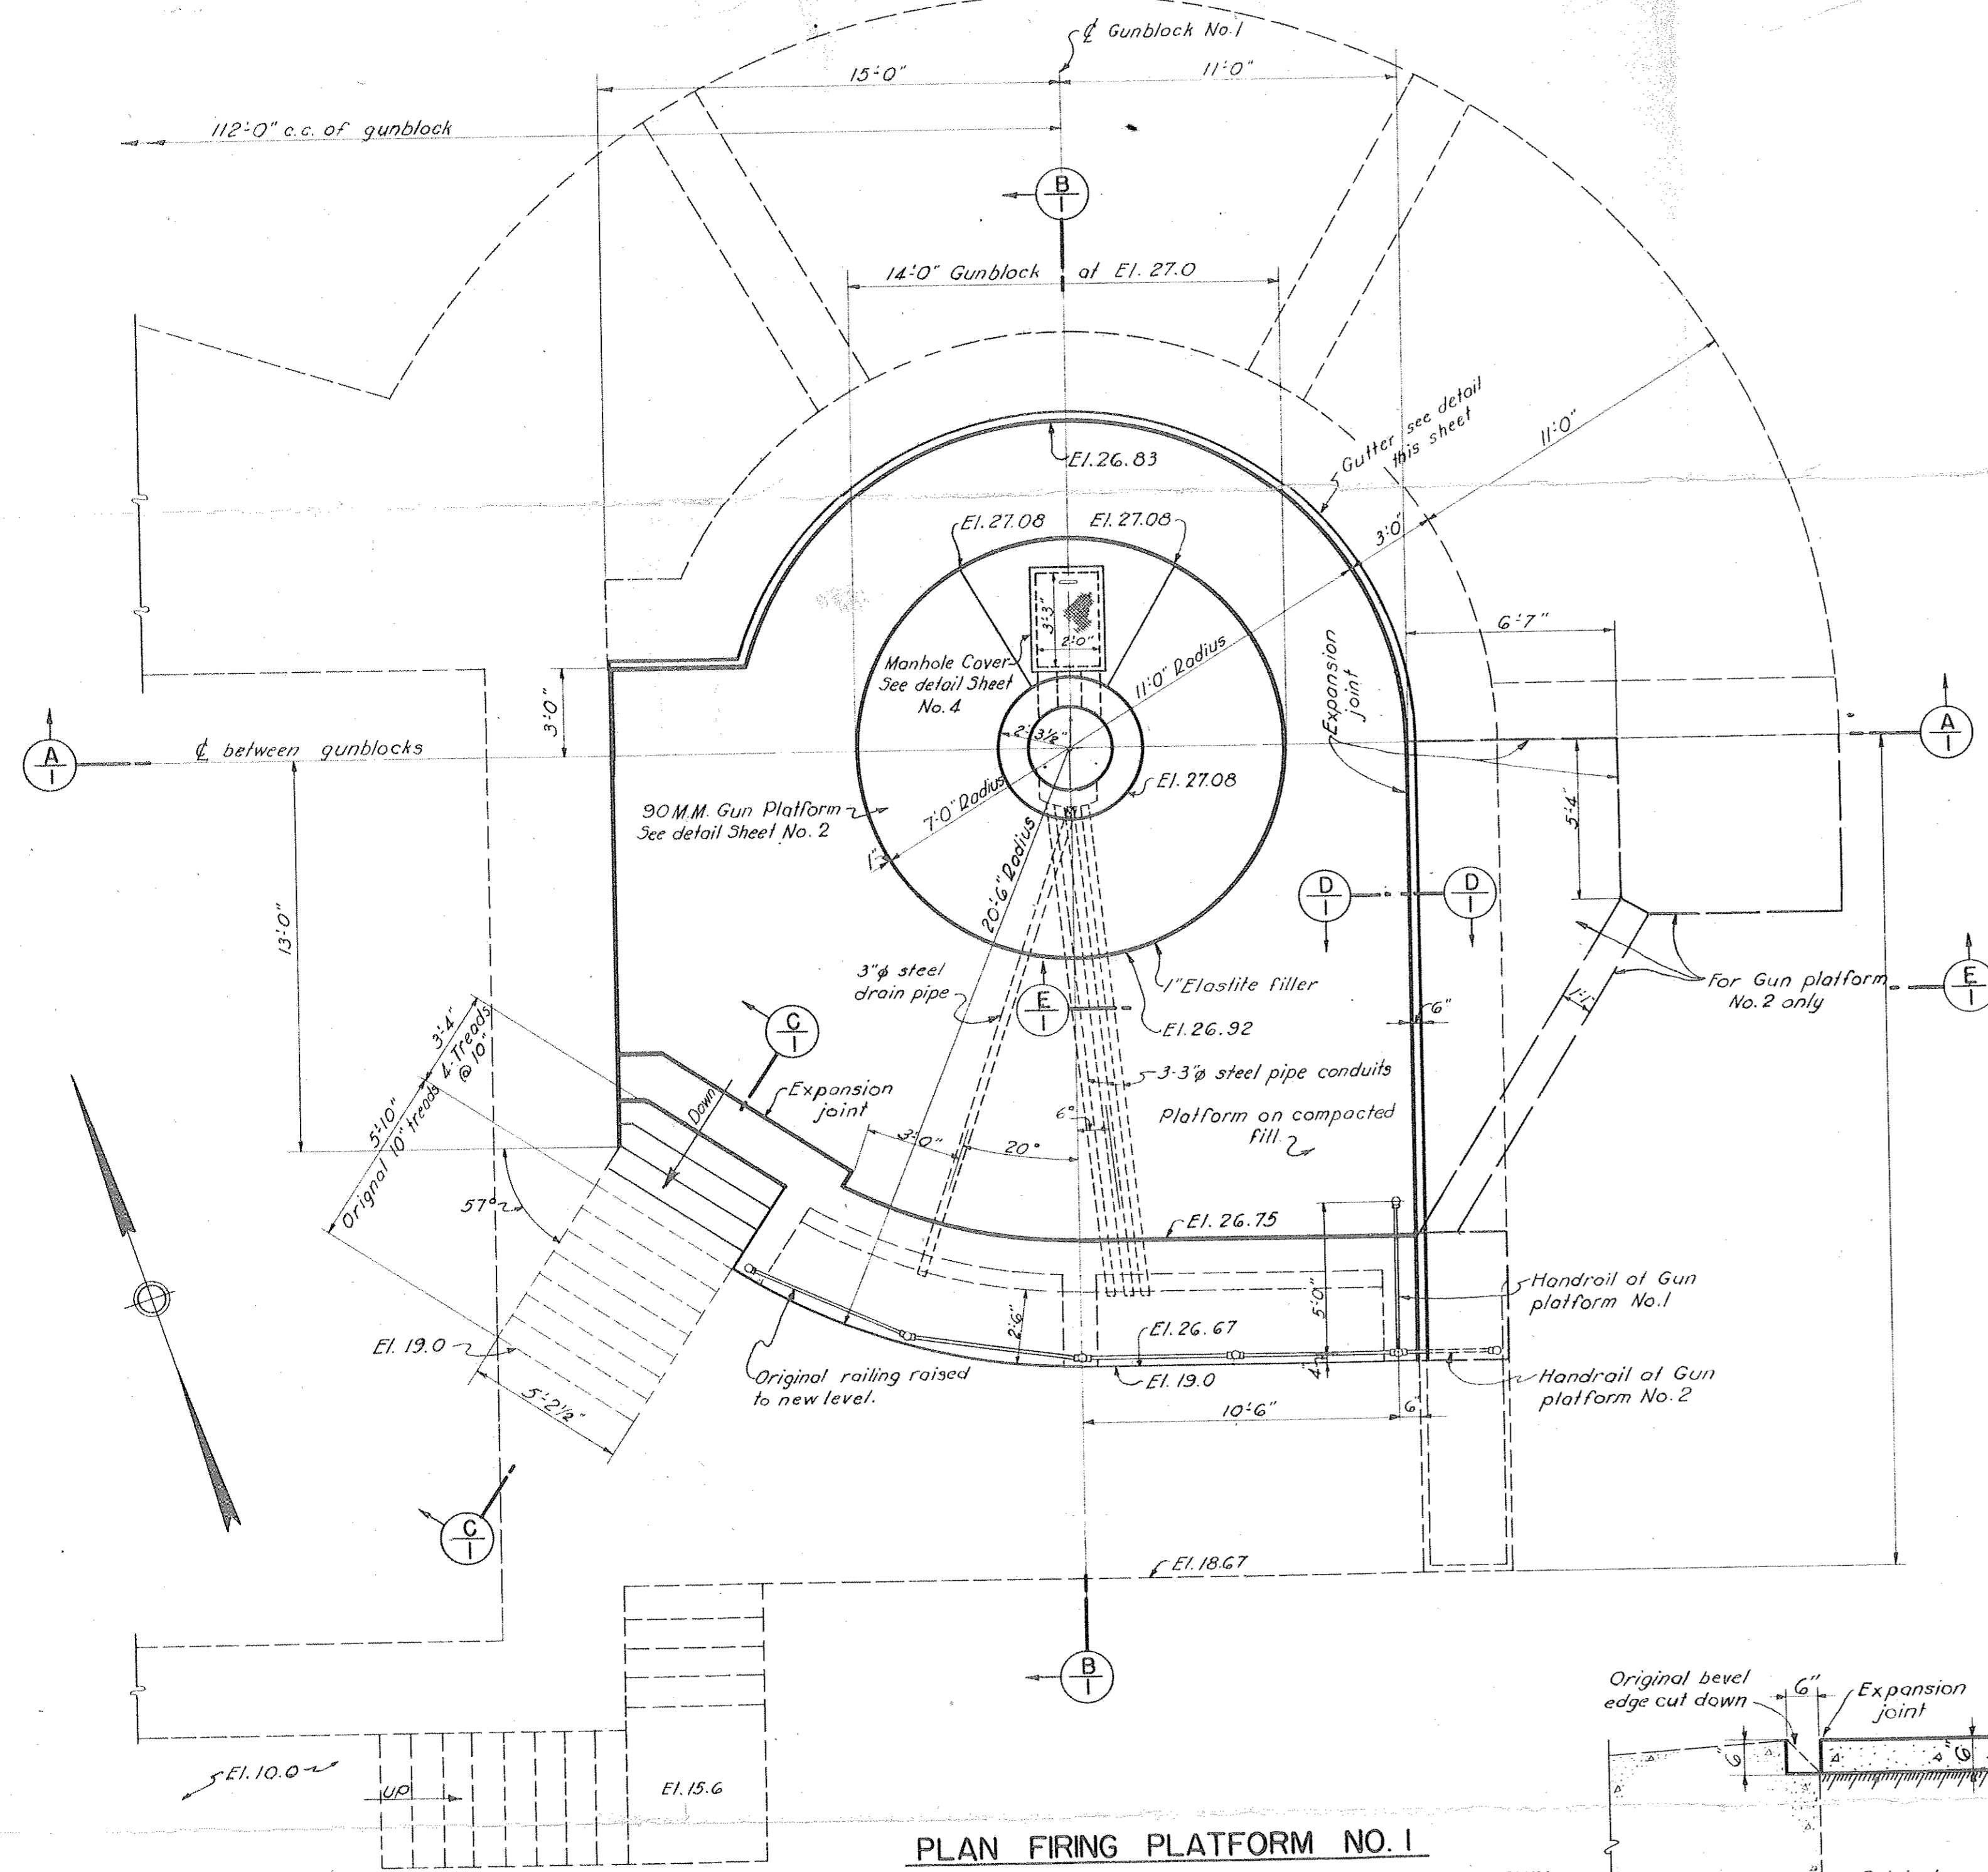 ℄ Gunblock No.1
15'-0"
11'-0"
112'-0" c.c. of gunblock
B
1
14'-0" Gunblock at El. 27.0
Gutter see detail
this sheet
11'-0"
El. 26.83
3'-0"
El. 27.08
El. 27.08
3'-3"
2'-0"
6'-7"
Manhole Cover
See detail Sheet
No. 4
11'-0" Radius
Expansion
joint
3'-0"
A
1
℄ between gunblocks
2'-3½"
A
1
El. 27.08
90 M.M. Gun Platform
See detail Sheet No. 2
7'-0" Radius
1"
5'-4"
20'-6" Radius
D
1
D
1
13'-0"
3"φ steel
drain pipe
1" Elastite filler
For Gun platform
No. 2 only
E
1
E
1
C
1
El. 26.92
6"
1'-1"
3'-4"
4-Treads
@ 10"
5'-10"
Orignal 10" treads
Down
Expansion
joint
3-3"φ steel pipe conduits
6°
Platform on compacted
fill
3'-0"
20°
57°
El. 26.75
5'-0"
Handrail at Gun
platform No. 1
2'-6"
El. 26.67
El. 19.0
Original railing raised
to new level.
El. 19.0
4"
Handrail at Gun
platform No. 2
5'-2½"
10'-6"
6"
C
1
El. 18.67
B
1
Original bevel
edge cut down
6"
Expansion
joint
6"
6"
El. 10.0
UP
El. 15.6
PLAN FIRING PLATFORM NO. 1